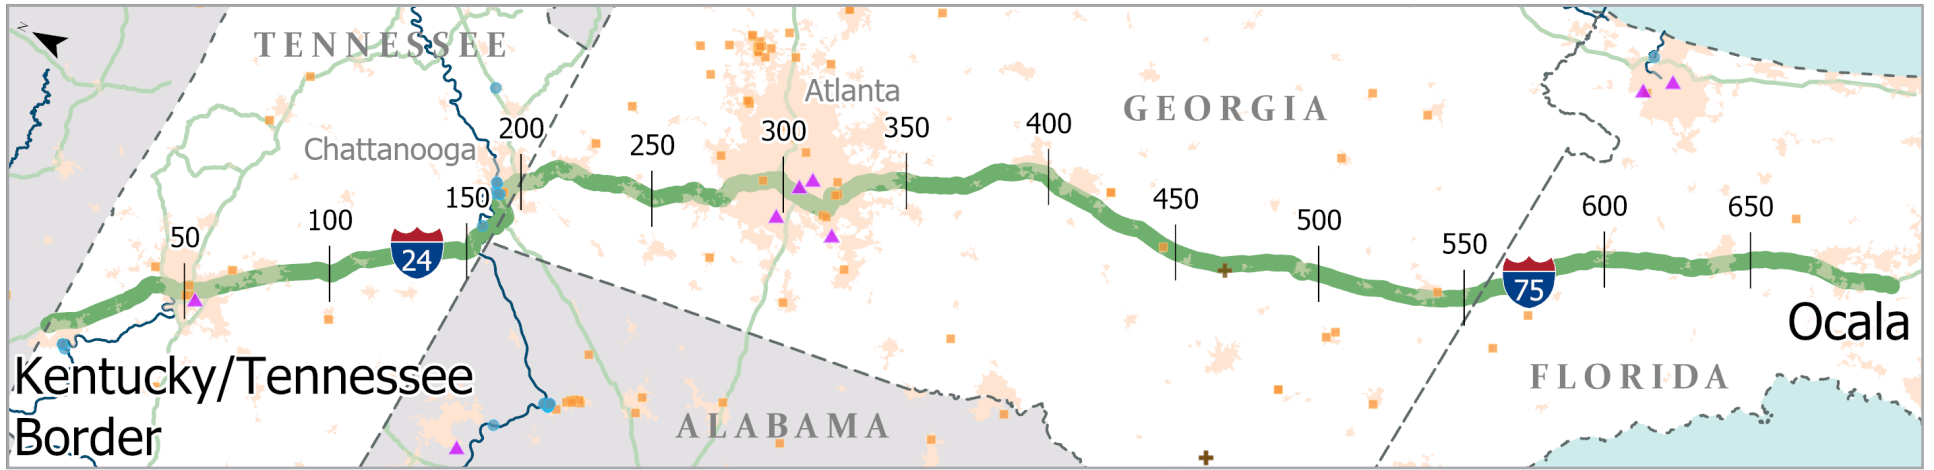 N
TENNESSEE
Atlanta
GEORGIA
Chattanooga
50
100
150
200
250
300
350
400
450
500
550
600
650
24
75
Ocala
Kentucky/Tennessee
Border
ALABAMA
FLORIDA